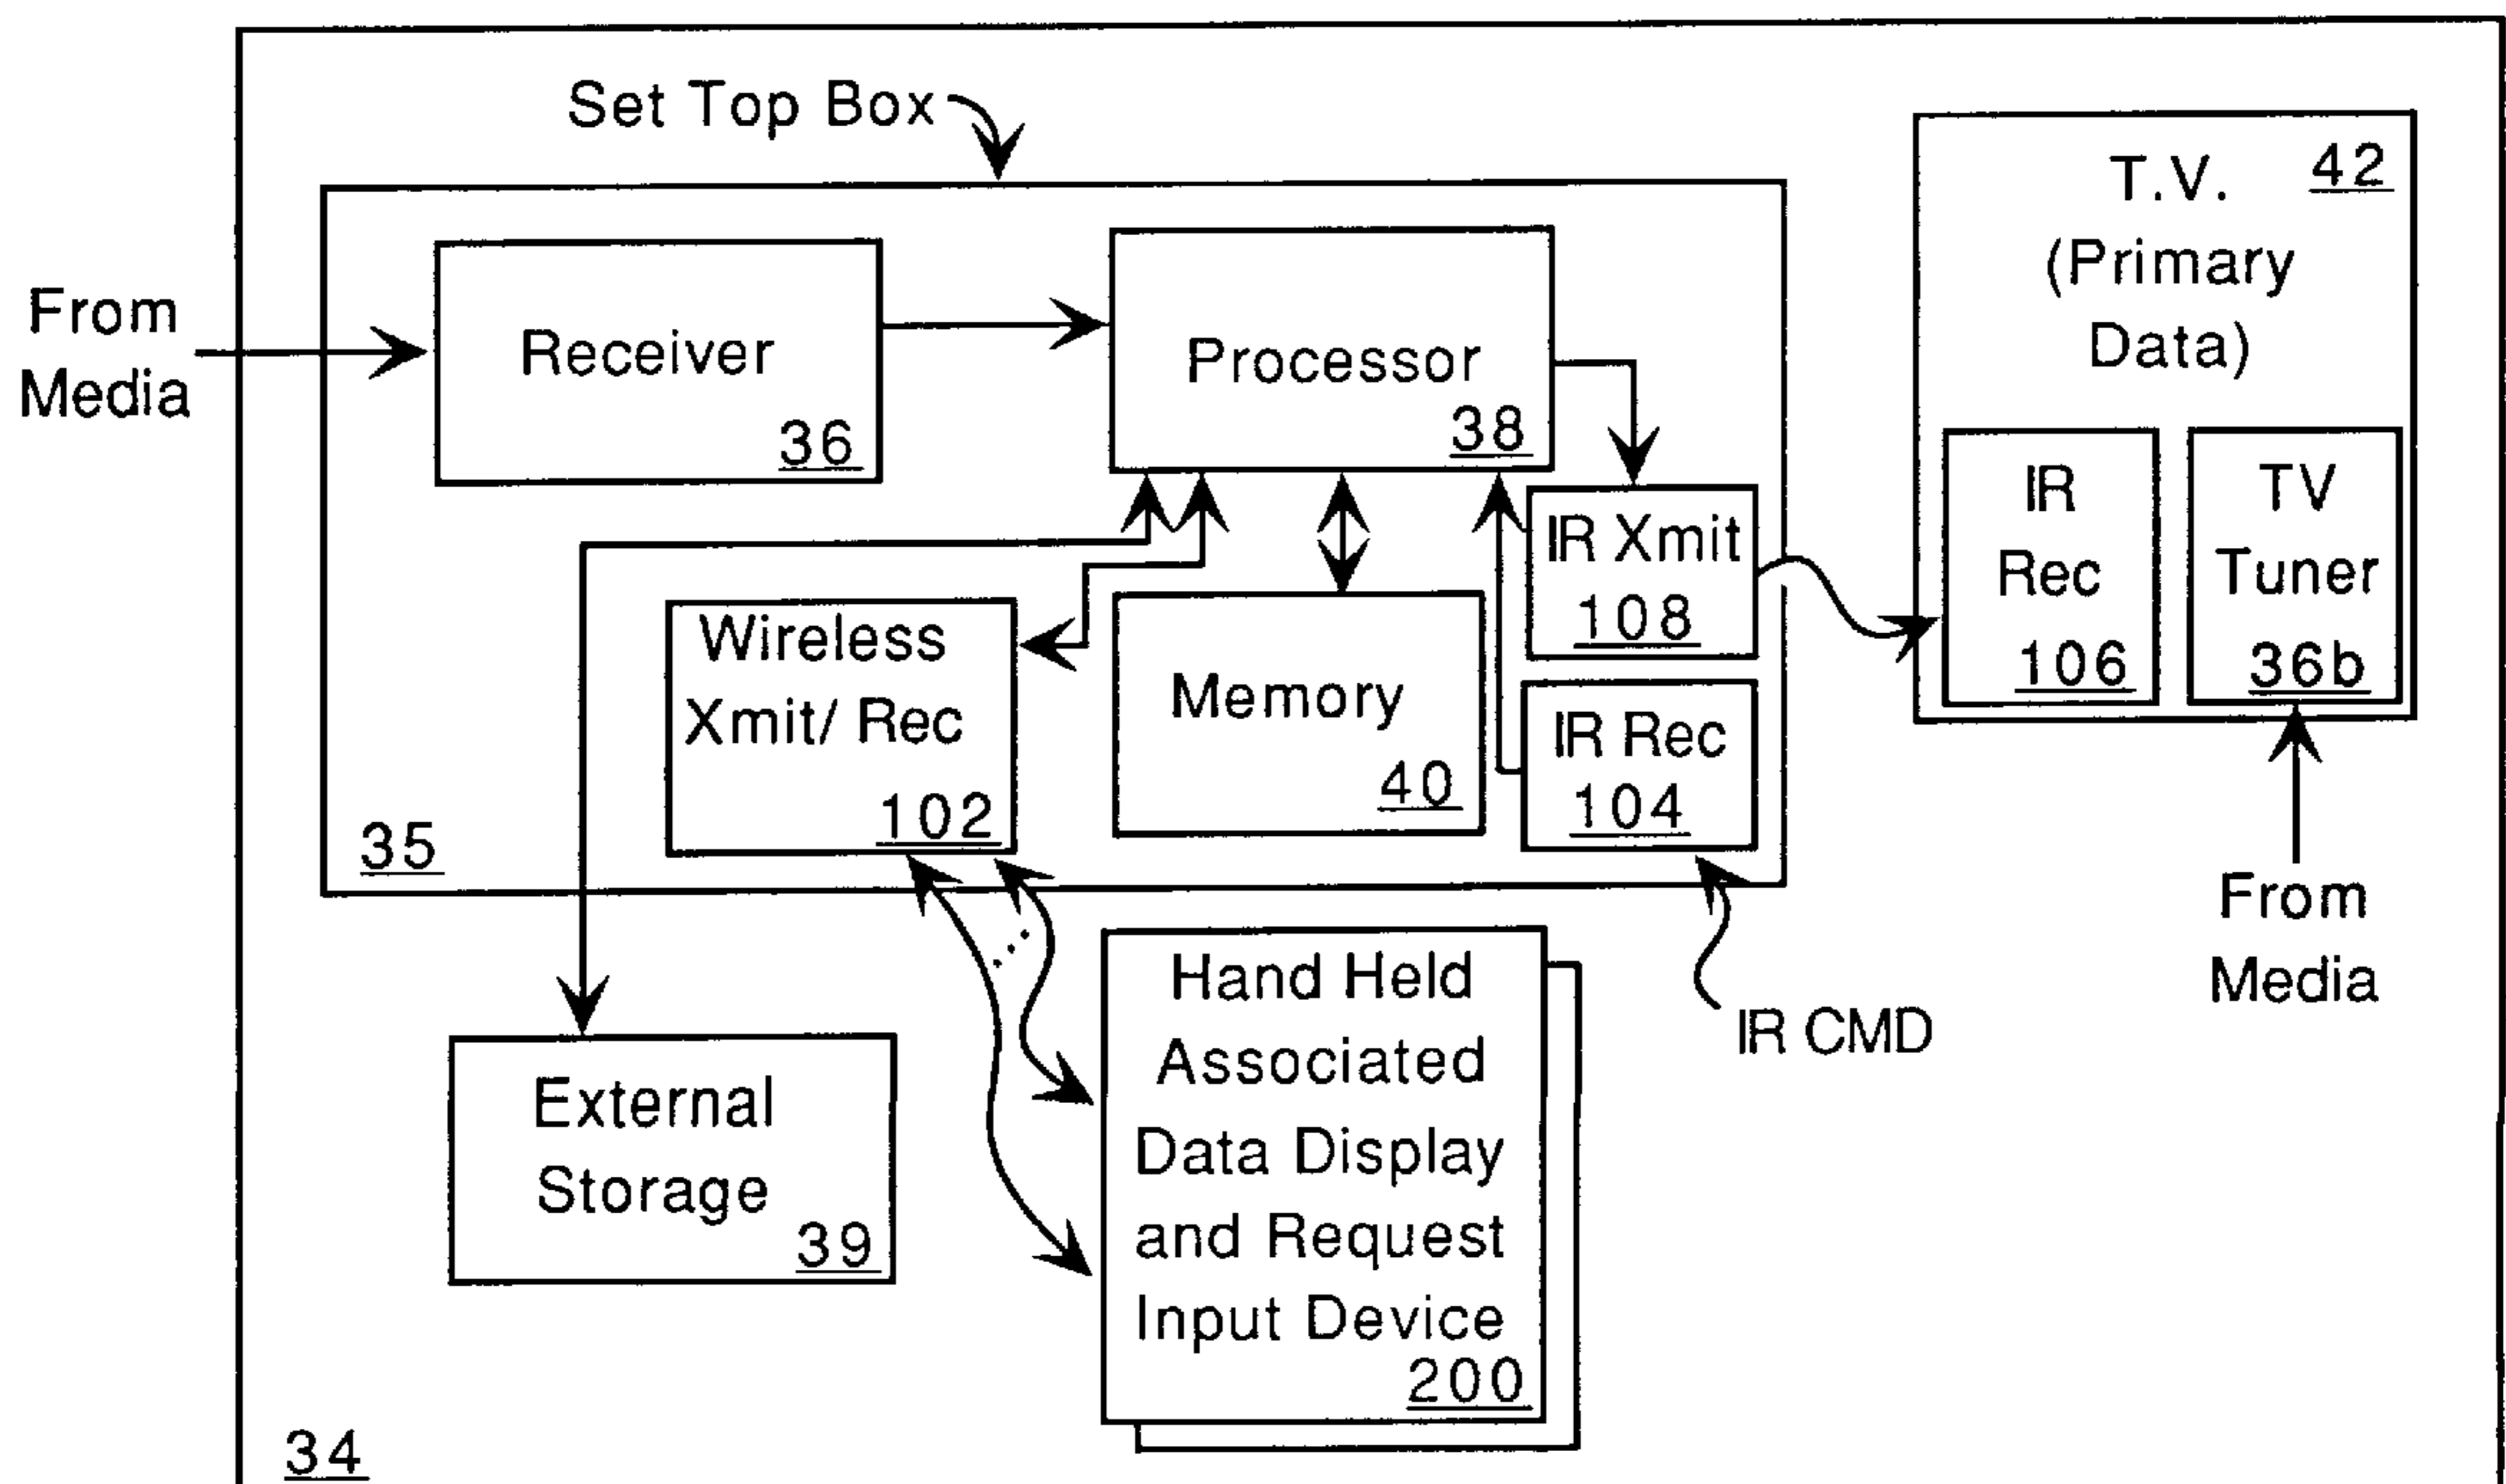 Set Top Box
From
Media
Receiver
36
Processor
38
T.V.
42
(Primary
Data)
IR
Rec
106
TV
Tuner
36b
IR Xmit
108
Wireless
Xmit/ Rec
102
Memory
40
IR Rec
104
35
From
Media
IR CMD
External
Storage
39
Hand Held
Associated
Data Display
and Request
Input Device
200
34